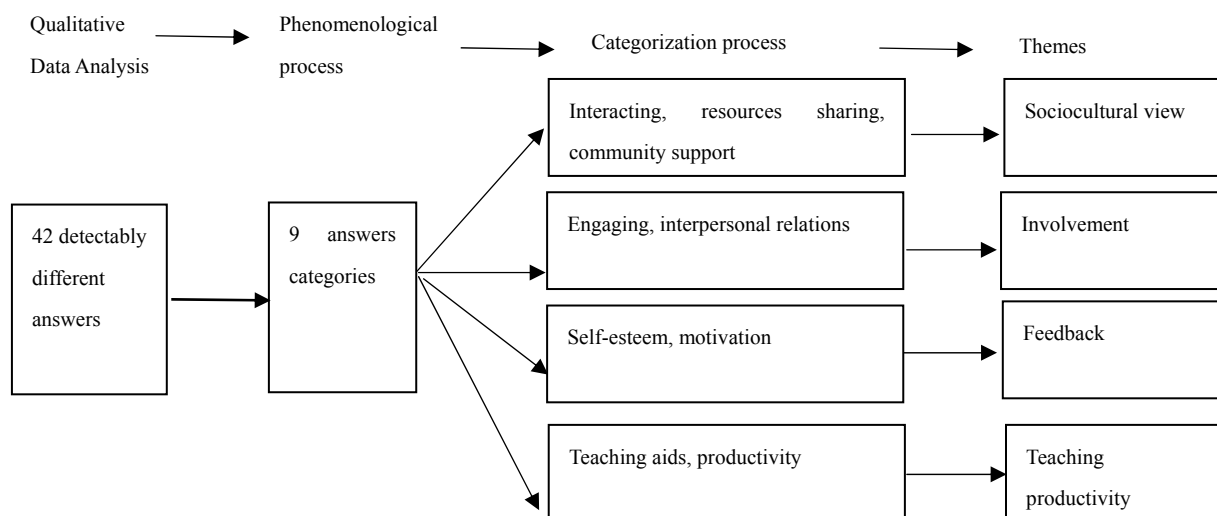 Qualitative
Data Analysis
Phenomenological
process
Categorization process
Themes
42 detectably
different
answers
9 answers
categories
Interacting, resources sharing,
community support
Sociocultural view
Engaging, interpersonal relations
Involvement
Self-esteem, motivation
Feedback
Teaching aids, productivity
Teaching
productivity